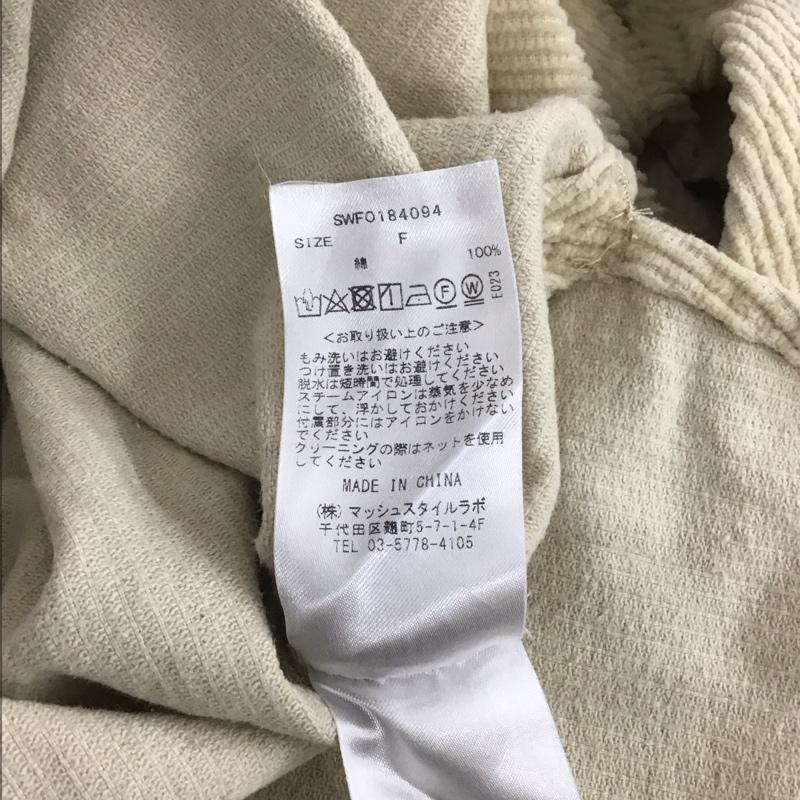 SWF0184094
SIZE F
綿 100%
F W F023
＜お取り扱い上のご注意＞
もみ洗いはお避けください
つけ置き洗いはお避けください
脱水は短時間で処理してください
スチームアイロンは蒸気を少なめ
にして、浮かしておかけください
付属部分にはアイロンをかけない
でください
クリーニングの際はネットを使用
してください
MADE IN CHINA
(株) マッシュスタイルラボ
千代田区麹町5-7-1-4F
TEL 03-5778-4105